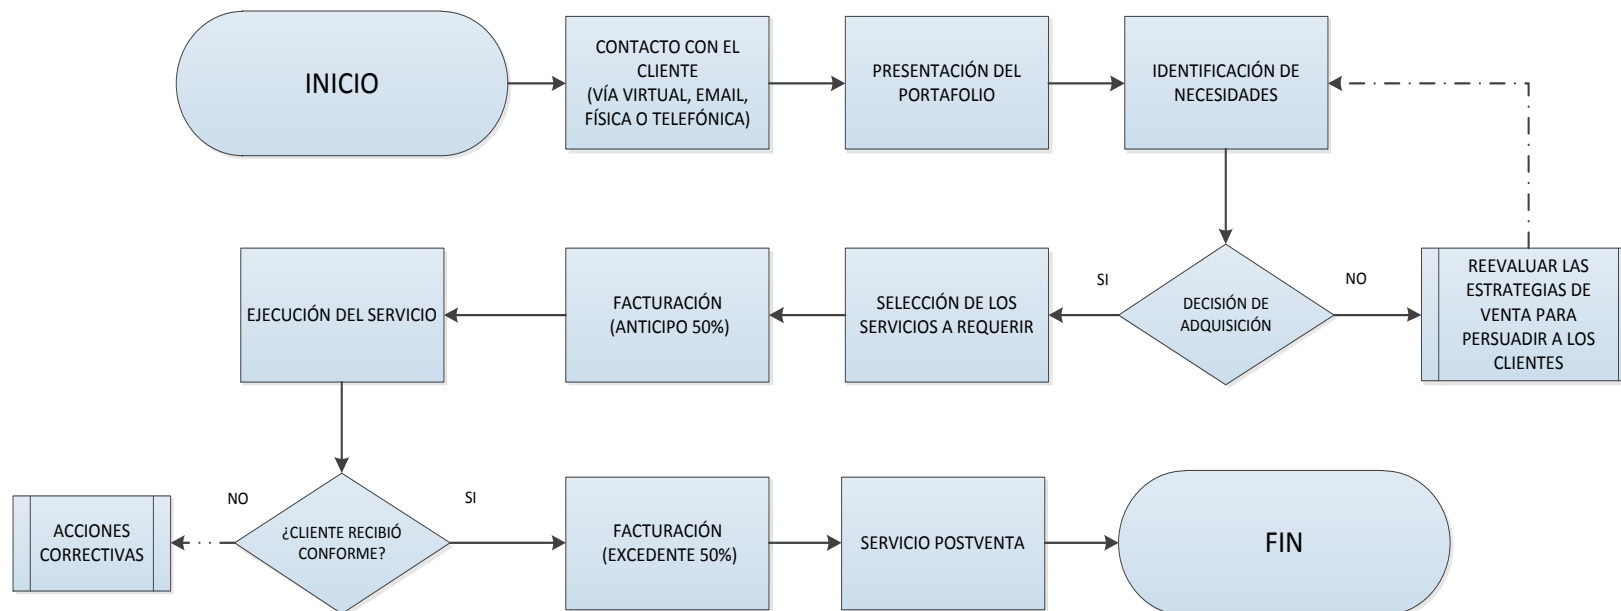 INICIO
CONTACTO CON EL
CLIENTE
(VÍA VIRTUAL, EMAIL,
FÍSICA O TELEFÓNICA)
PRESENTACIÓN DEL
PORTAFOLIO
IDENTIFICACIÓN DE
NECESIDADES
DECISIÓN DE
ADQUISICIÓN
NO
REEVALUAR LAS
ESTRATEGIAS DE
VENTA PARA
PERSUADIR A LOS
CLIENTES
SI
SELECCIÓN DE LOS
SERVICIOS A REQUERIR
FACTURACIÓN
(ANTICIPO 50%)
EJECUCIÓN DEL SERVICIO
¿CLIENTE RECIBIÓ
CONFORME?
NO
ACCIONES
CORRECTIVAS
SI
FACTURACIÓN
(EXCEDENTE 50%)
SERVICIO POSTVENTA
FIN